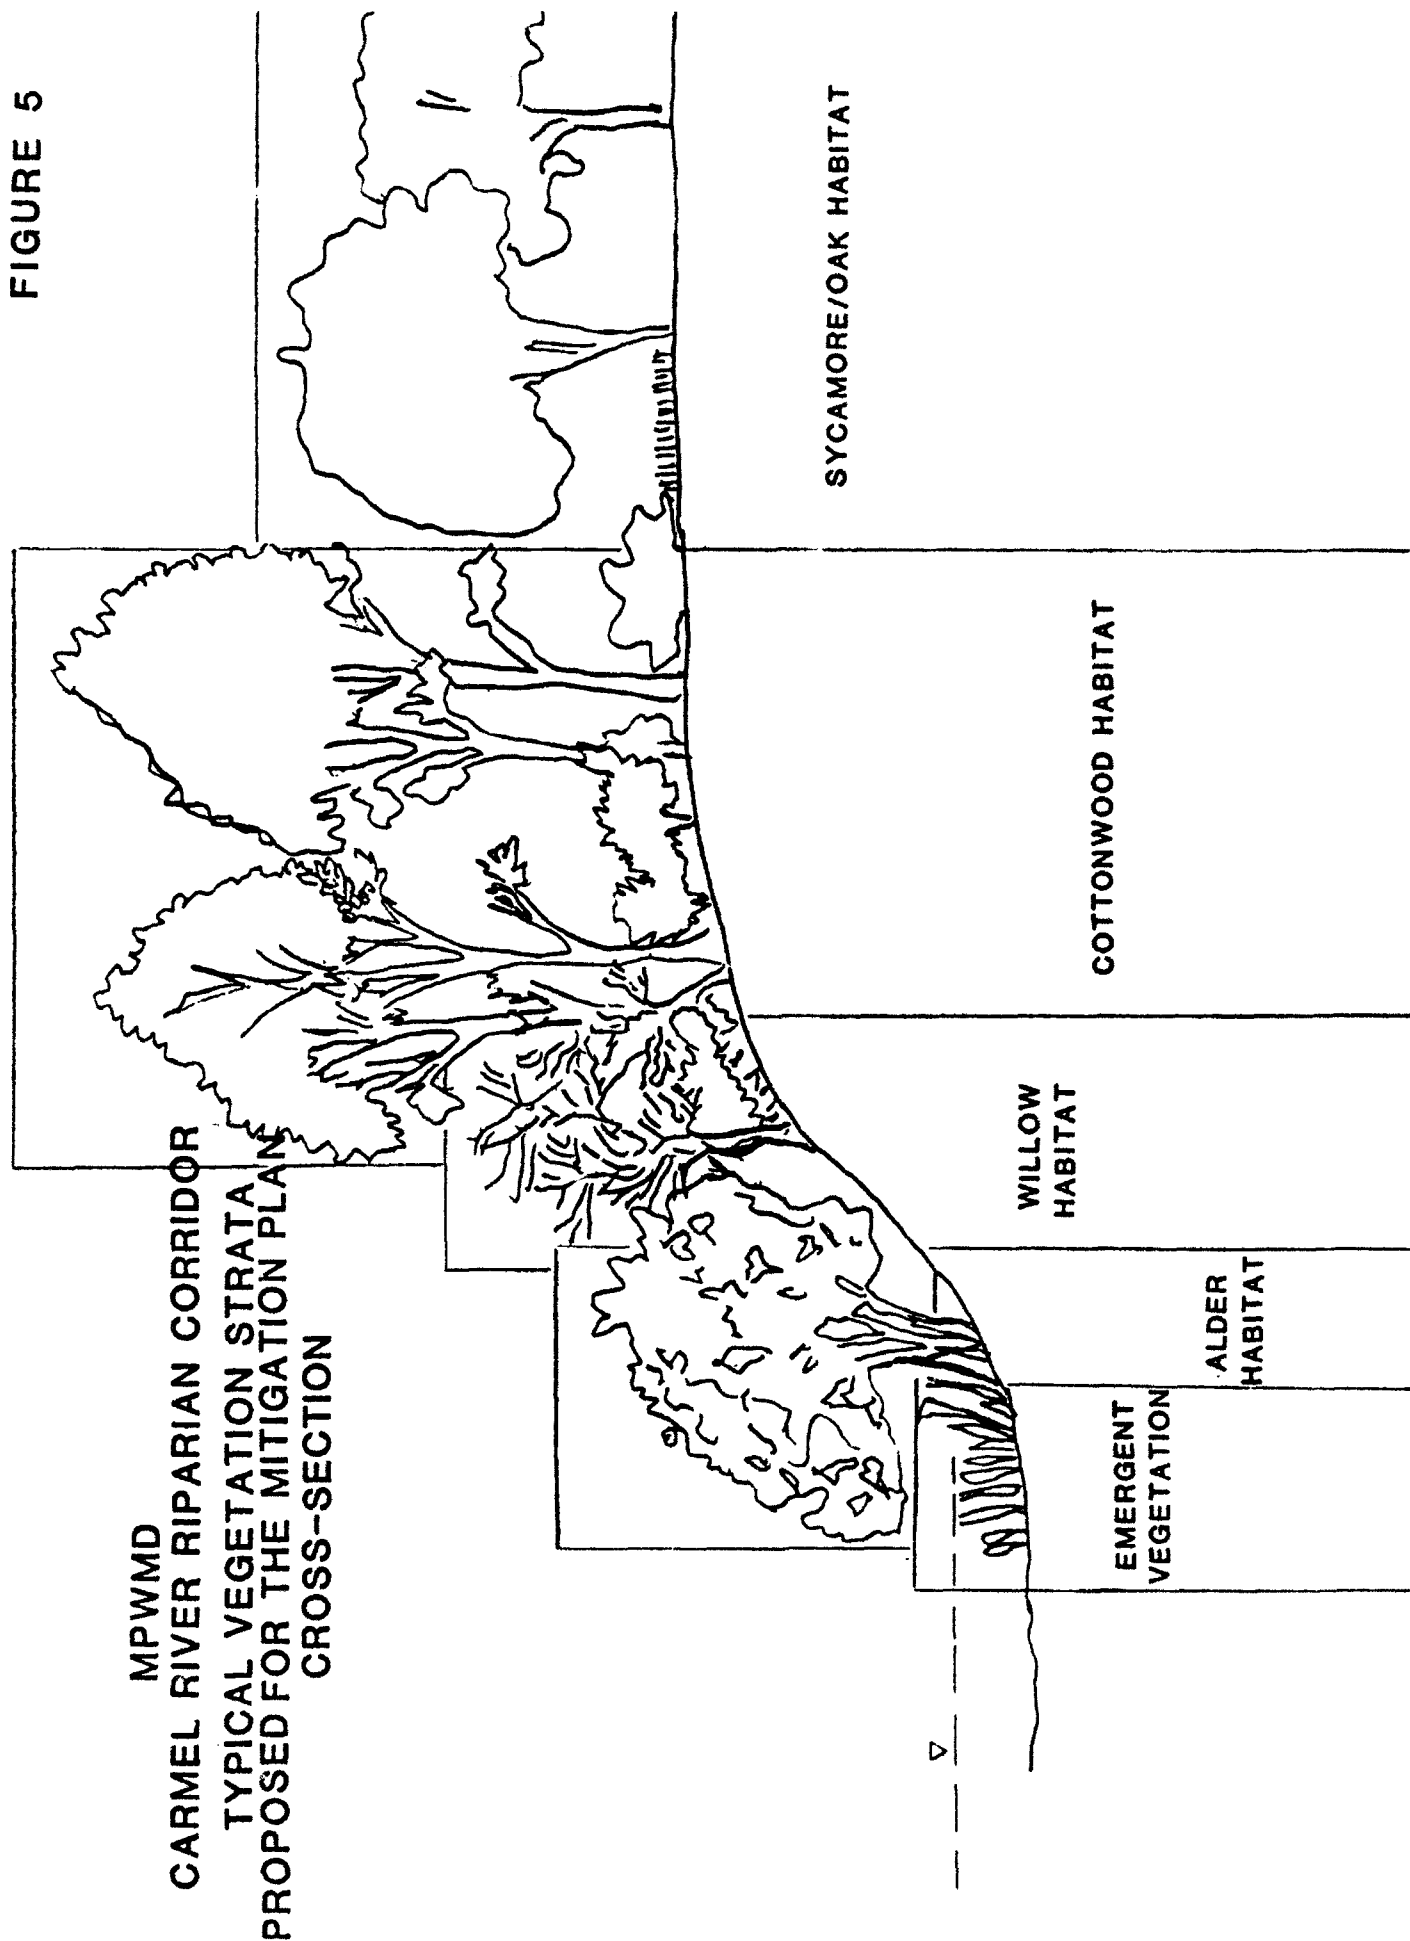 FIGURE 5
MPWMD
CARMEL RIVER RIPARIAN CORRIDOR
TYPICAL VEGETATION STRATA
PROPOSED FOR THE MITIGATION PLAN
CROSS-SECTION
EMERGENT
VEGETATION
ALDER
HABITAT
WILLOW
HABITAT
COTTONWOOD HABITAT
SYCAMORE/OAK HABITAT